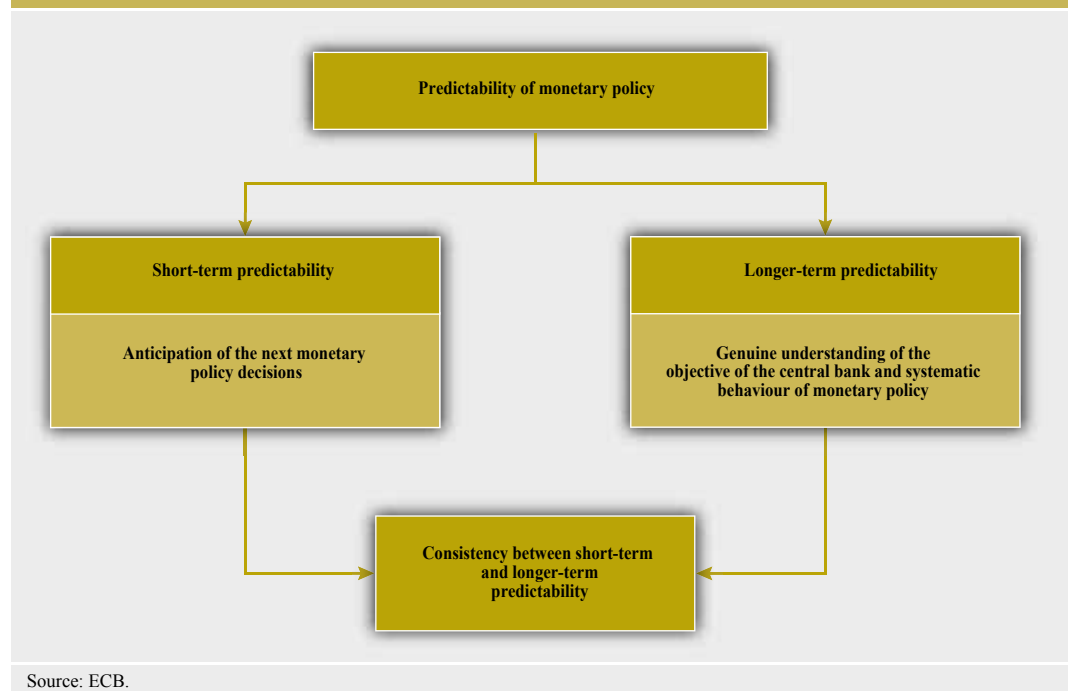 Predictability of monetary policy
Short-term predictability
Anticipation of the next monetary
policy decisions
Longer-term predictability
Genuine understanding of the
objective of the central bank and systematic
behaviour of monetary policy
Consistency between short-term
and longer-term
predictability
Source: ECB.